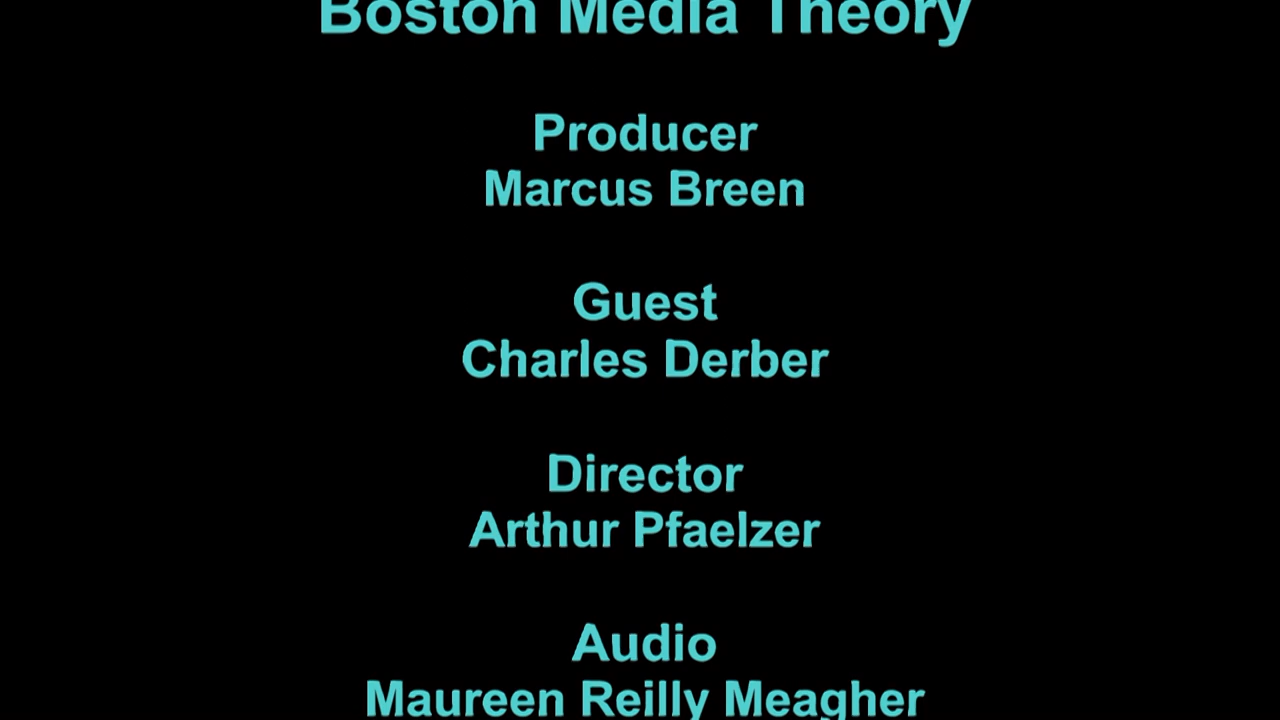 Boston Media Theory
Producer
Marcus Breen
Guest
Charles Derber
Director
Arthur Pfaelzer
Audio
Maureen Reilly Meagher